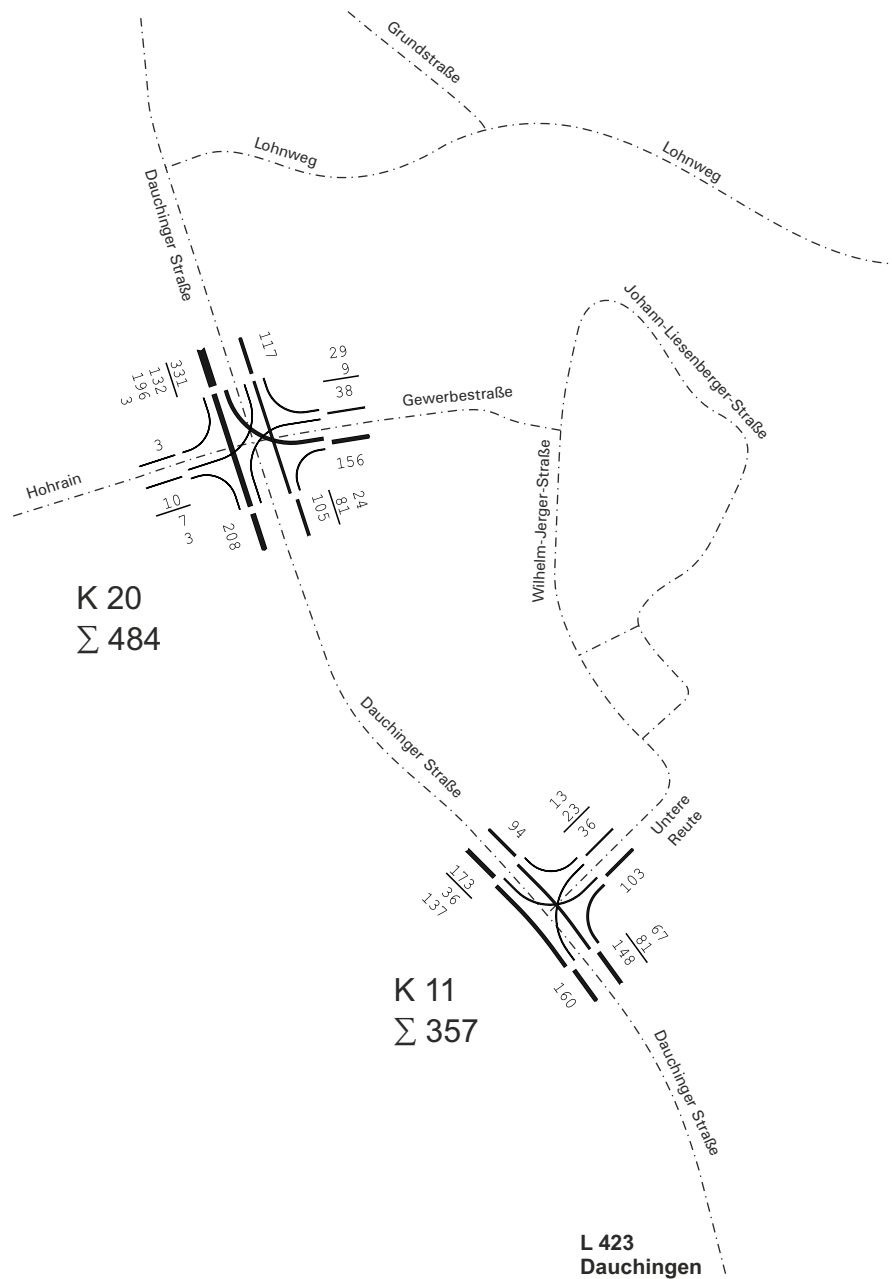 Grundstraße
Lohnweg
Lohnweg
Dauchinger Straße
Johann-Liesenberger-Straße
117
29
9
38
331
132
196
3
Gewerbestraße
3
156
Hohrain
10
7
3
208
105
81
24
Wilhelm-Jerger-Straße
K 20
∑ 484
Dauchinger Straße
13
23
36
94
Untere
Reute
173
36
137
103
67
81
148
160
K 11
∑ 357
Dauchinger Straße
L 423
Dauchingen